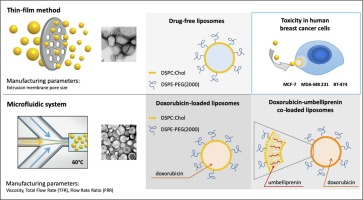 Thin-film method
Manufacturing parameters:
Extrusion membrane pore size
Drug-free liposomes
DSPC:Chol
DSPE-PEG(2000)
Toxicity in human
breast cancer cells
MCF-7 MDA-MB 231 BT-474
Microfluidic system
60°C
Manufacturing parameters:
Viscosity, Total Flow Rate (TFR), Flow Rate Ratio (FRR)
Doxorubicin-loaded liposomes
DSPC:Chol
DSPE-PEG(2000)
doxorubicin
Doxorubicin-umbelliprenin
co-loaded liposomes
umbelliprenin
doxorubicin